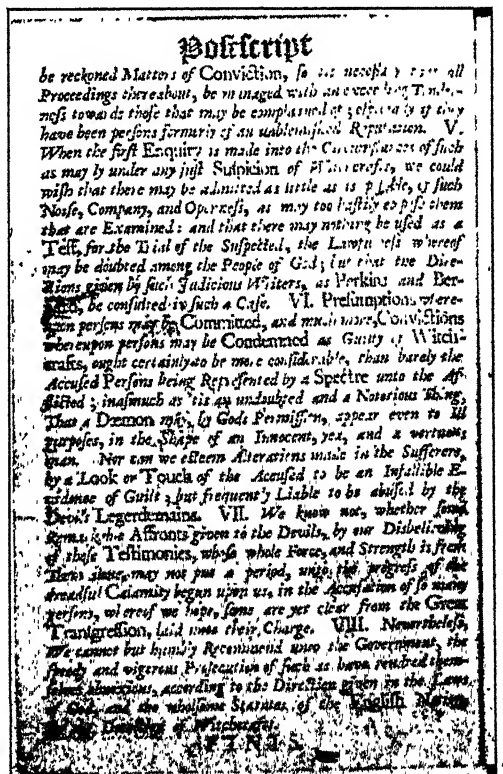 Poſtſcript
be reckoned Matters of Conviction, ſo all
Proceedings thereabout, be managed with an exceeding Tender-
neſs towards thoſe that may be complained of; eſpecially if they
have been perſons formerly of an unblemiſhed Reputation. V.
When the firſt Enquiry is made into the Circumſtances of ſuch
as may ly under any juſt Suſpicion of Witchcrafts, we could
wiſh that there may be admitted as little as is poſſible, of ſuch
Noiſe, Company, and Openneſs, as may too haſtily expoſe them
that are Examined: and that there may nothing be uſed as a
Teſt, for the Trial of the Suſpected, the Lawfulneſs whereof
may be doubted among the People of God; but that the Dire-
ctions given by ſuch Judicious Writers, as Perkins and Ber-
be conſulted in ſuch a Caſe. VI. Preſumptions where-
upon perſons may be Committed, and much more, Convictions
whereupon perſons may be Condemned as Guilty of Witch-
crafts, ought certainly to be more conſiderable, than barely the
Accuſed Perſons being Repreſented by a Spectre unto the Af-
flicted; inaſmuch as 'tis an undoubted and a Notorious Thing,
That a Dæmon may, by Gods Permiſſion, appear even to Ill
purpoſes, in the Shape of an Innocent, yea, and a vertuous
man. Nor can we eſteem Alterations made in the Sufferers,
by a Look or Touch of the Accuſed to be an Infallible E-
vidence of Guilt; but frequently Liable to be abuſed by the
Devil's Legerdemains. VII. We know not, whether ſome
Remarkable Affronts given to the Devils, by our Disbelieving
of theſe Teſtimonies, whoſe whole Force, and Strength is from
them alone, may not put a period, unto the progreſs of the
dreadful Calamity begun upon us, in the Accuſation of ſo many
perſons, whereof we hope, ſome are yet clear from the Great
Tranſgreſſion, laid unto their Charge. VIII. Nevertheleſs,
We cannot but humbly Recommend unto the Government, the
ſpeedy and vigorous Proſecution of ſuch as have rendred them-
ſelves obnoxious, according to the Direction given in the Laws
of God, and the wholſome Statutes of the Engliſh Nation,
of Witchcrafts.
FINIS